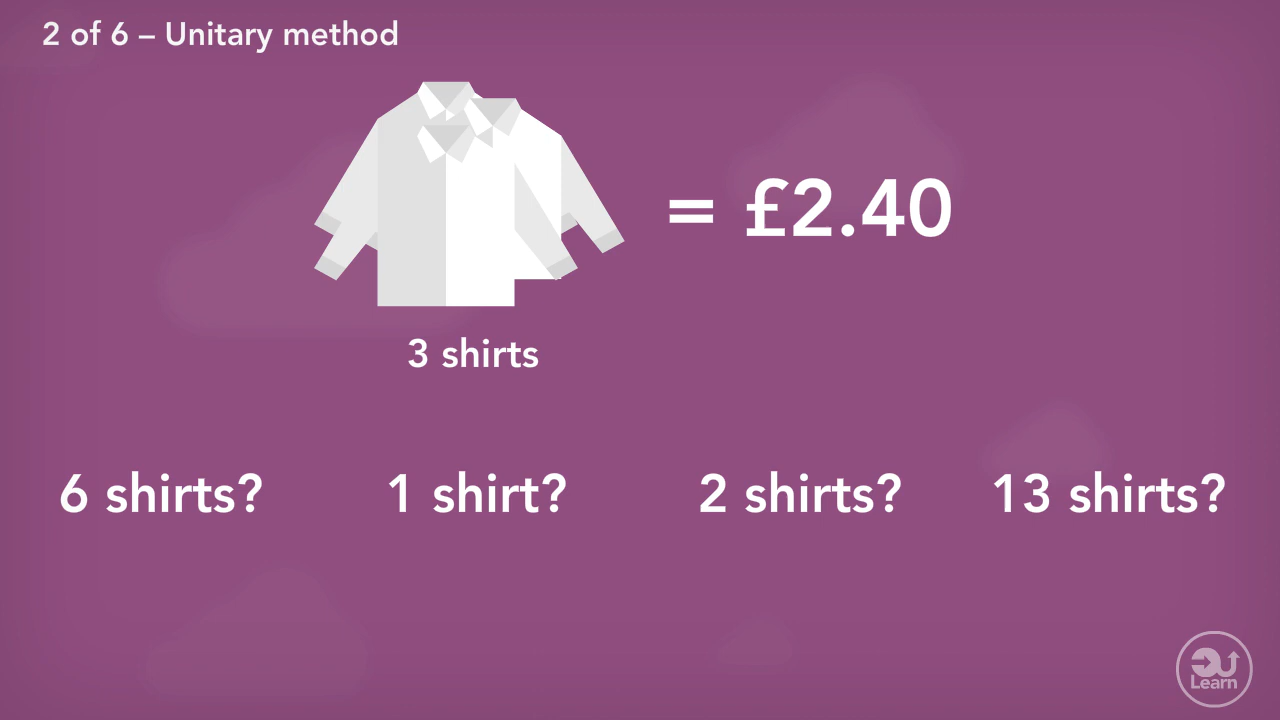 2 of 6 – Unitary method
= £2.40
3 shirts
6 shirts? 1 shirt? 2 shirts? 13 shirts?
Learn